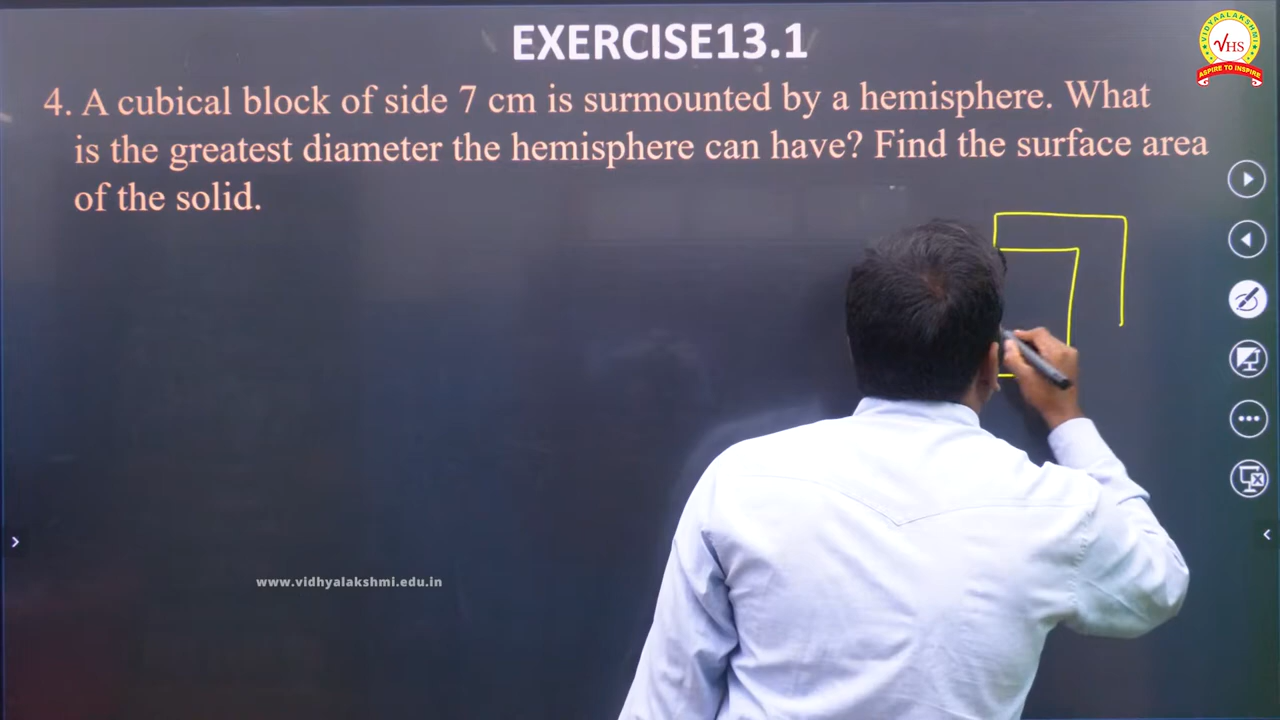 EXERCISE13.1
4. A cubical block of side 7 cm is surmounted by a hemisphere. What
is the greatest diameter the hemisphere can have? Find the surface area
of the solid.
VIDYAALAKSHMI
VHS
ASPIRE TO INSPIRE
www.vidhyalakshmi.edu.in